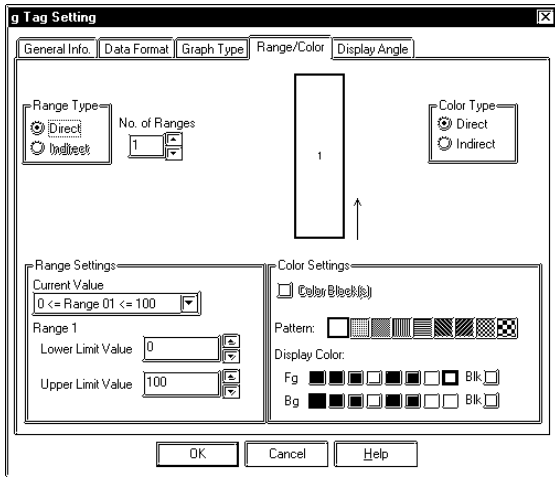 g Tag Setting
General Info. Data Format Graph Type Range/Color Display Angle
Range Type
Direct
Indirect
No. of Ranges
1
1
Color Type
Direct
Indirect
Range Settings
Current Value
0 <= Range 01 <= 100
Range 1
Lower Limit Value 0
Upper Limit Value 100
Color Settings
Color Block(s)
Pattern:
Display Color:
Fg Blk
Bg Blk
OK Cancel Help